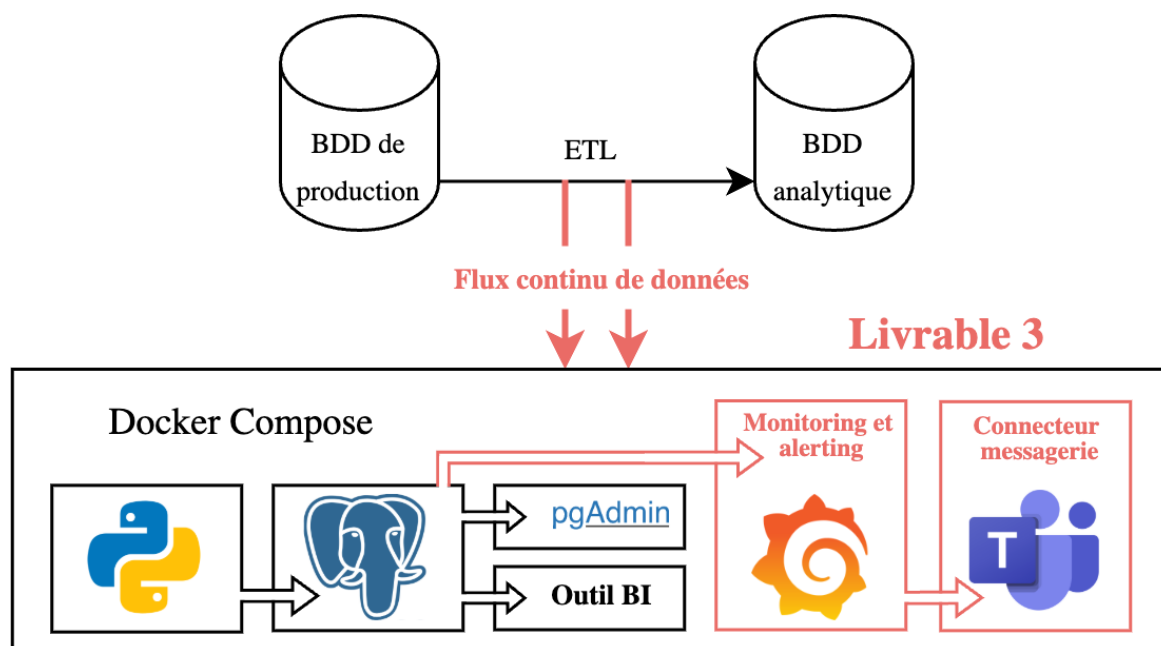 BDD de
production
ETL
BDD
analytique
Flux continu de données
Livrable 3
Docker Compose
Monitoring et
alerting
Connecteur
messagerie
pgAdmin
Outil BI
T